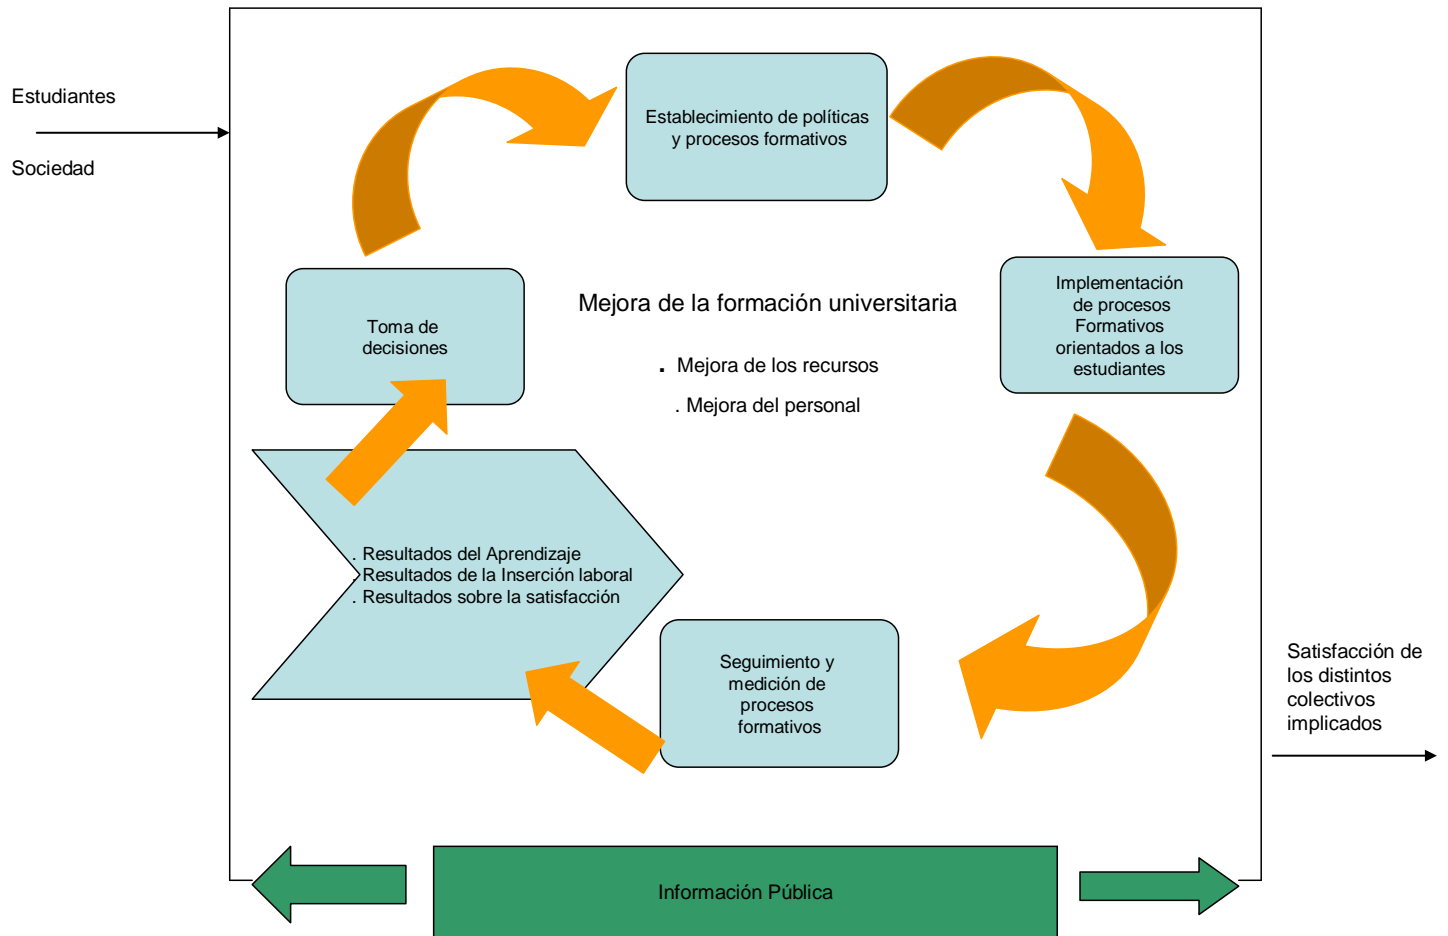 Estudiantes
Sociedad
Establecimiento de políticas
y procesos formativos
Implementación
de procesos
Formativos
orientados a los
estudiantes
Toma de
decisiones
Mejora de la formación universitaria
. Mejora de los recursos
. Mejora del personal
. Resultados del Aprendizaje
. Resultados de la Inserción laboral
. Resultados sobre la satisfacción
Seguimiento y
medición de
procesos
formativos
Satisfacción de
los distintos
colectivos
implicados
Información Pública